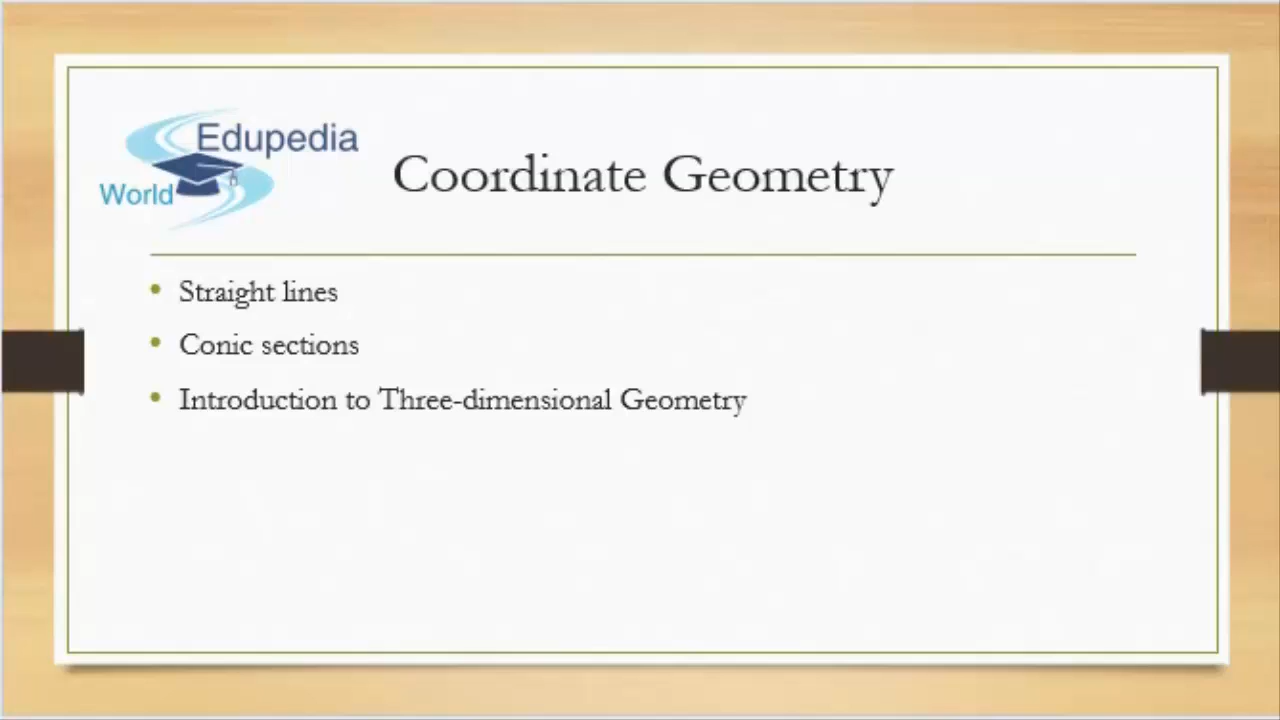 Edupedia
World
Coordinate Geometry
• Straight lines
• Conic sections
• Introduction to Three-dimensional Geometry